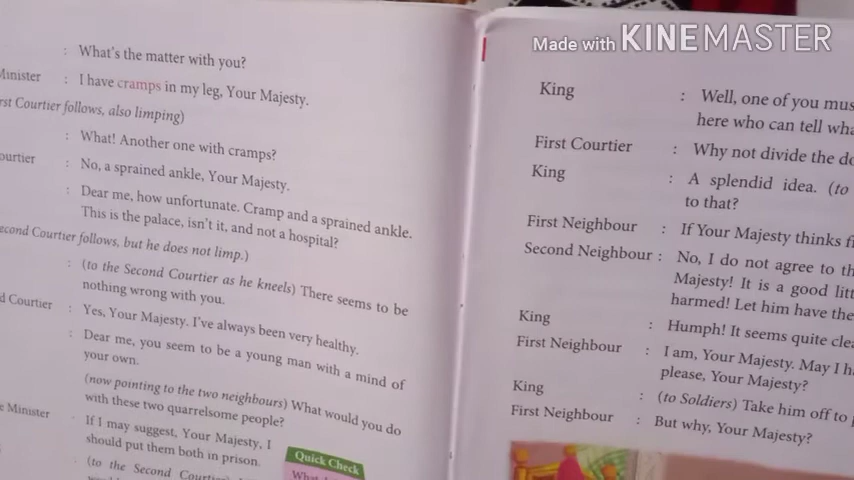 : What's the matter with you?
Minister : I have cramps in my leg, Your Majesty.
rst Courtier follows, also limping)
: What! Another one with cramps?
ourtier : No, a sprained ankle, Your Majesty.
: Dear me, how unfortunate. Cramp and a sprained ankle.
This is the palace, isn't it, and not a hospital?
econd Courtier follows, but he does not limp.)
: (to the Second Courtier as he kneels) There seems to be
nothing wrong with you.
d Courtier : Yes, Your Majesty. I've always been very healthy.
: Dear me, you seem to be a young man with a mind of
your own.
(now pointing to the two neighbours) What would you do
with these two quarrelsome people?
e Minister : If I may suggest, Your Majesty, I
should put them both in prison.
: (to the Second Courtier)
Quick Check
Made with KINEMASTER
King : Well, one of you mus
here who can tell wha
First Courtier : Why not divide the do
King : A splendid idea. (to
to that?
First Neighbour : If Your Majesty thinks fi
Second Neighbour : No, I do not agree to th
Majesty! It is a good litt
harmed! Let him have the
King : Humph! It seems quite clea
First Neighbour : I am, Your Majesty. May I ha
please, Your Majesty?
King : (to Soldiers) Take him off to p
First Neighbour : But why, Your Majesty?